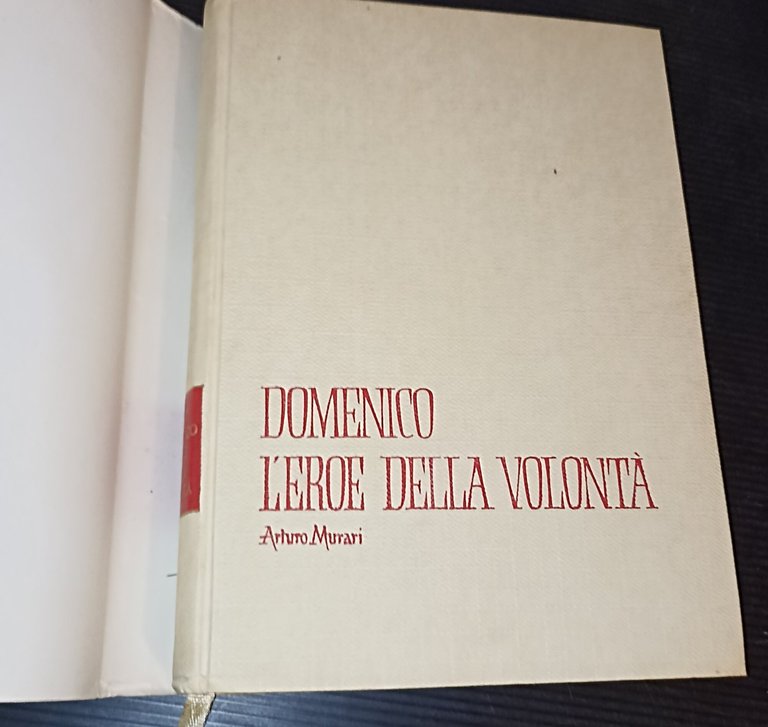 DOMENICO
L'EROE DELLA VOLONTÀ
Arturo Murari